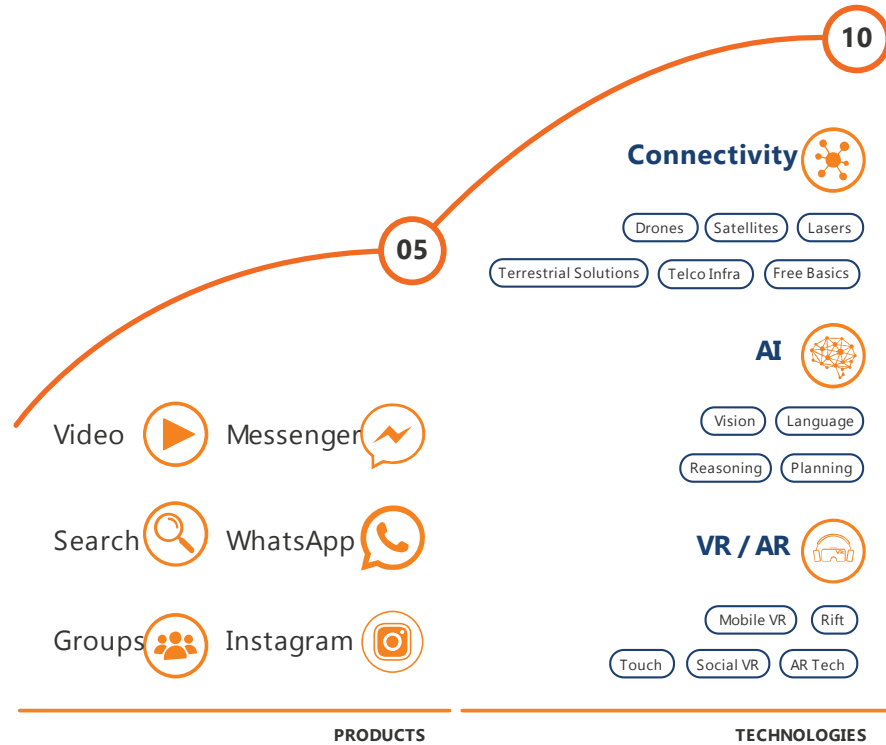 10
05
Connectivity
Drones Satellites Lasers
Terrestrial Solutions Telco Infra Free Basics
AI
Vision Language
Reasoning Planning
VR / AR
Mobile VR Rift
Touch Social VR AR Tech
Video Messenger
Search WhatsApp
Groups Instagram
PRODUCTS
TECHNOLOGIES